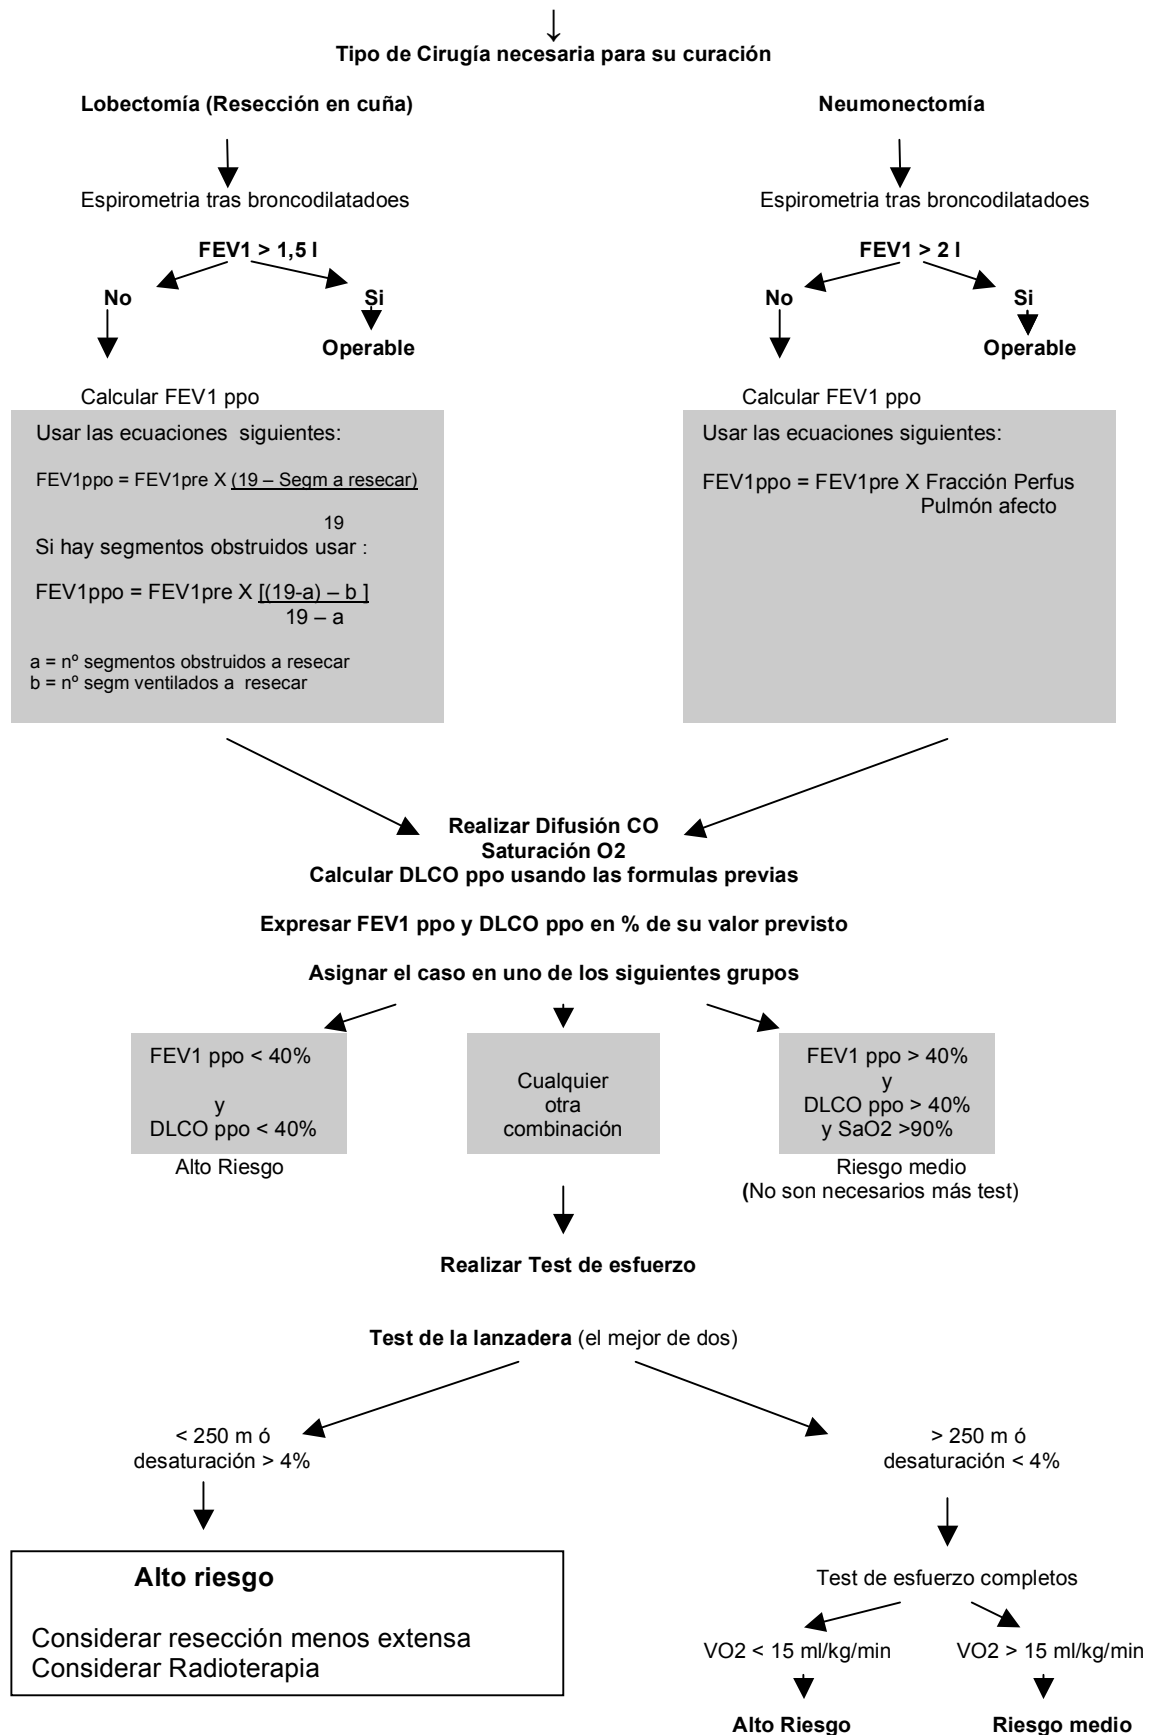 Tipo de Cirugía necesaria para su curación
Lobectomía (Resección en cuña)
Espirometria tras broncodilatadoes
FEV1 > 1,5 l
No
Si
Operable
Calcular FEV1 ppo
Usar las ecuaciones siguientes:
FEV1ppo = FEV1pre X (19 – Segm a resecar)
19
Si hay segmentos obstruidos usar :
FEV1ppo = FEV1pre X [(19-a) – b ]
19 – a
a = nº segmentos obstruidos a resecar
b = nº segm ventilados a resecar
Neumonectomía
Espirometria tras broncodilatadoes
FEV1 > 2 l
No
Si
Operable
Calcular FEV1 ppo
Usar las ecuaciones siguientes:
FEV1ppo = FEV1pre X Fracción Perfus
Pulmón afecto
Realizar Difusión CO
Saturación O2
Calcular DLCO ppo usando las formulas previas
Expresar FEV1 ppo y DLCO ppo en % de su valor previsto
Asignar el caso en uno de los siguientes grupos
FEV1 ppo < 40%
y
DLCO ppo < 40%
Alto Riesgo
Cualquier
otra
combinación
FEV1 ppo > 40%
y
DLCO ppo > 40%
y SaO2 >90%
Riesgo medio
(No son necesarios más test)
Realizar Test de esfuerzo
Test de la lanzadera (el mejor de dos)
< 250 m ó
desaturación > 4%
Alto riesgo
Considerar resección menos extensa
Considerar Radioterapia
> 250 m ó
desaturación < 4%
Test de esfuerzo completos
VO2 < 15 ml/kg/min
VO2 > 15 ml/kg/min
Alto Riesgo
Riesgo medio